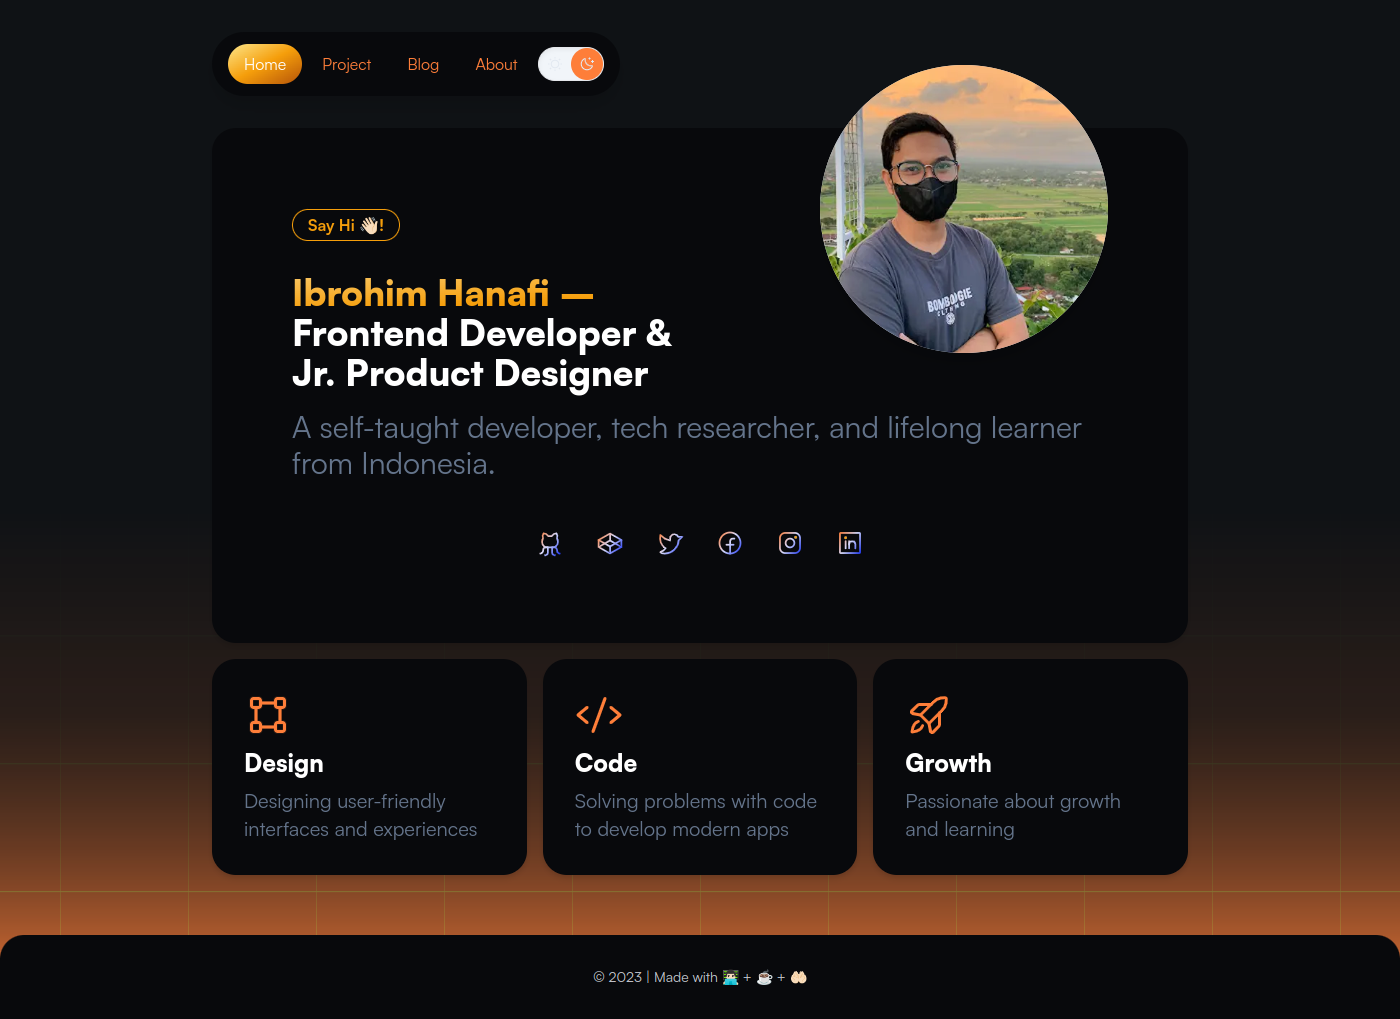 Home Project Blog About
Say Hi 👋🏻!
Ibrohim Hanafi —
Frontend Developer &
Jr. Product Designer
A self-taught developer, tech researcher, and lifelong learner
from Indonesia.
BOMBOOGIE
in
Design
Designing user-friendly
interfaces and experiences
Code
Solving problems with code
to develop modern apps
Growth
Passionate about growth
and learning
© 2023 | Made with 👨🏻‍💻 + ☕ + 🤲🏻